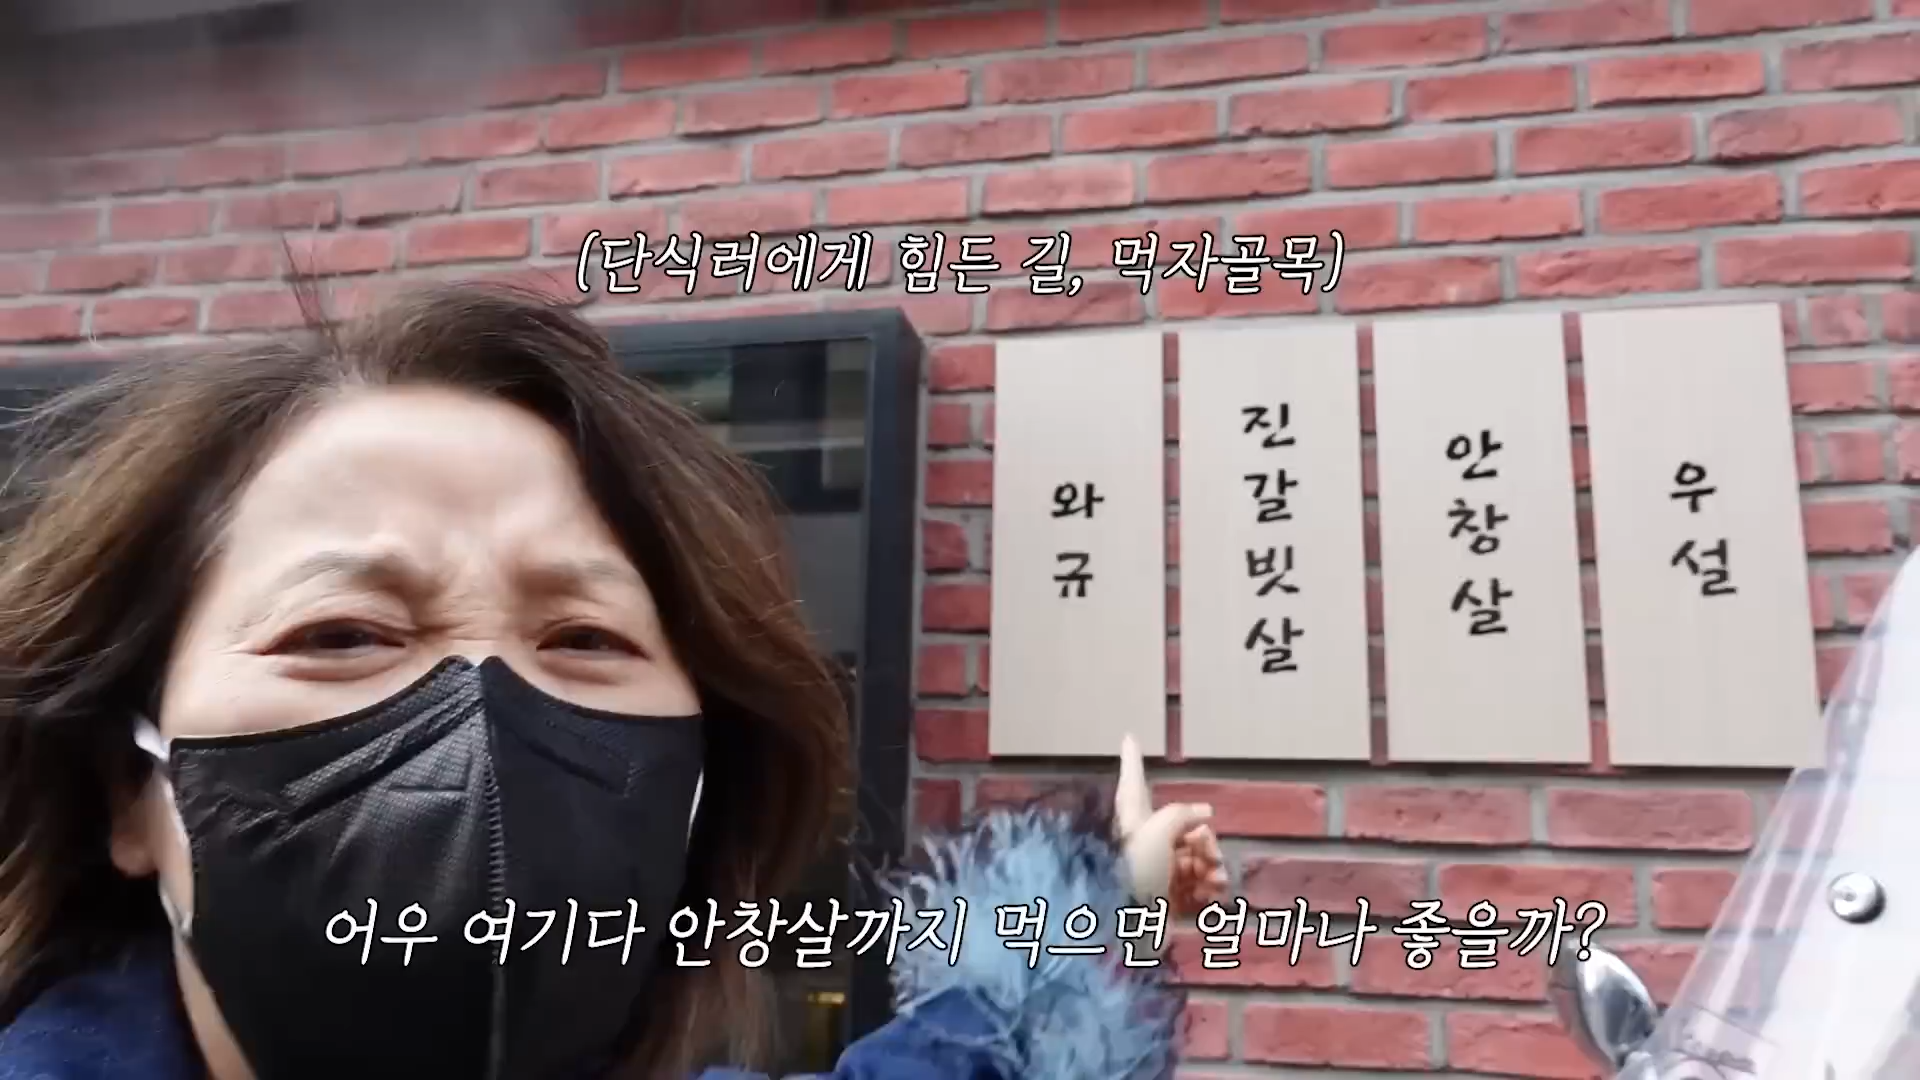 (단식러에게 힘든 길, 먹자골목)
와규
진갈빗살
안창살
우설
어우 여기다 안창살까지 먹으면 얼마나 좋을까?